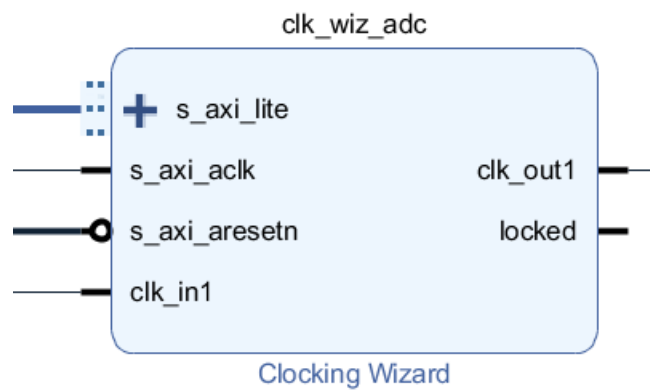 clk_wiz_adc
s_axi_lite
s_axi_aclk
clk_out1
s_axi_aresetn
locked
clk_in1
Clocking Wizard